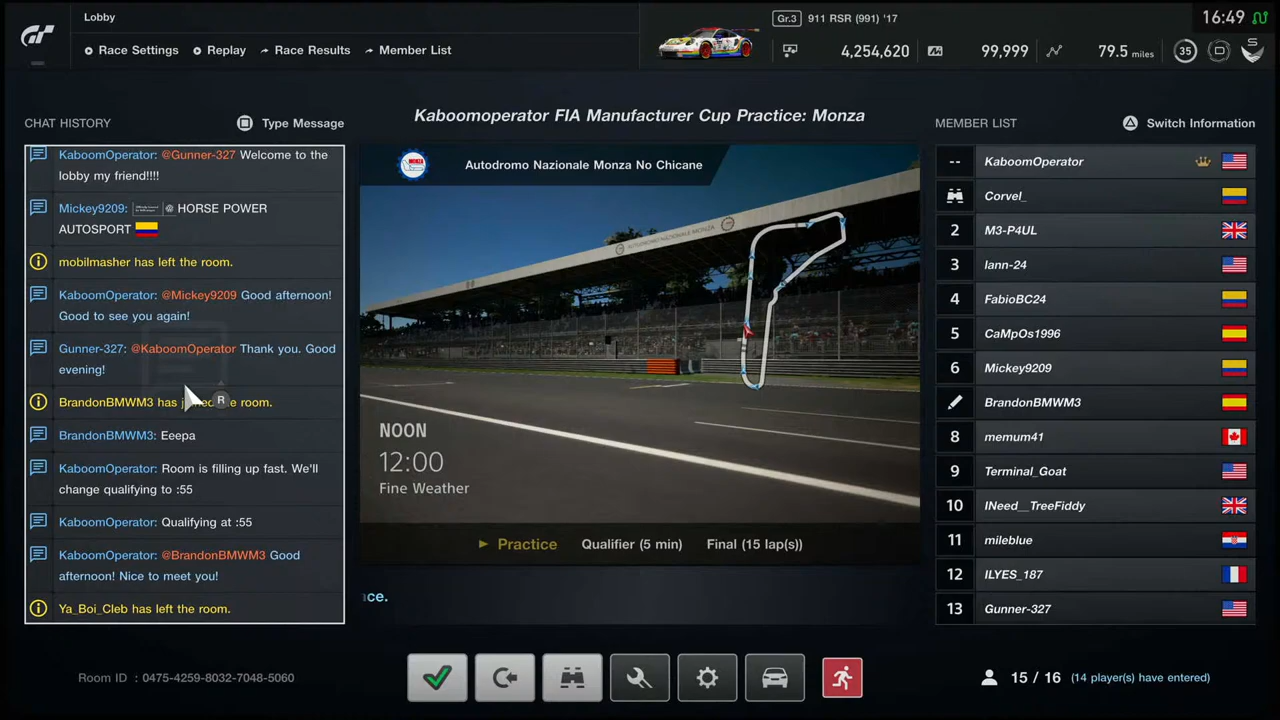 Lobby
Race Settings
Replay
Race Results
Member List
Gr.3
911 RSR (991) '17
4,254,620
99,999
79.5 miles
35
S
16:49
CHAT HISTORY
Type Message
KaboomOperator: @Gunner-327 Welcome to the
lobby my friend!!!!
Mickey9209: @ HORSE POWER
AUTOSPORT
mobilmasher has left the room.
KaboomOperator: @Mickey9209 Good afternoon!
Good to see you again!
Gunner-327: @KaboomOperator Thank you. Good
evening!
BrandonBMWM3 has room.
R
BrandonBMWM3: Eeepa
KaboomOperator: Room is filling up fast. We'll
change qualifying to :55
KaboomOperator: Qualifying at :55
KaboomOperator: @BrandonBMWM3 Good
afternoon! Nice to meet you!
Ya_Boi_Cleb has left the room.
Kaboomoperator FIA Manufacturer Cup Practice: Monza
MONZA
Autodromo Nazionale Monza No Chicane
AUTODROMO NAZIONALE MONZA
NOON
12:00
Fine Weather
Practice
Qualifier (5 min)
Final (15 lap(s))
nce.
MEMBER LIST
Switch Information
-- KaboomOperator
Corvel_
2 M3-P4UL
3 lann-24
4 FabioBC24
5 CaMpOs1996
6 Mickey9209
BrandonBMWM3
8 memum41
9 Terminal_Goat
10 INeed__TreeFiddy
11 mileblue
12 ILYES_187
13 Gunner-327
Room ID : 0475-4259-8032-7048-5060
15 / 16
(14 player(s) have entered)